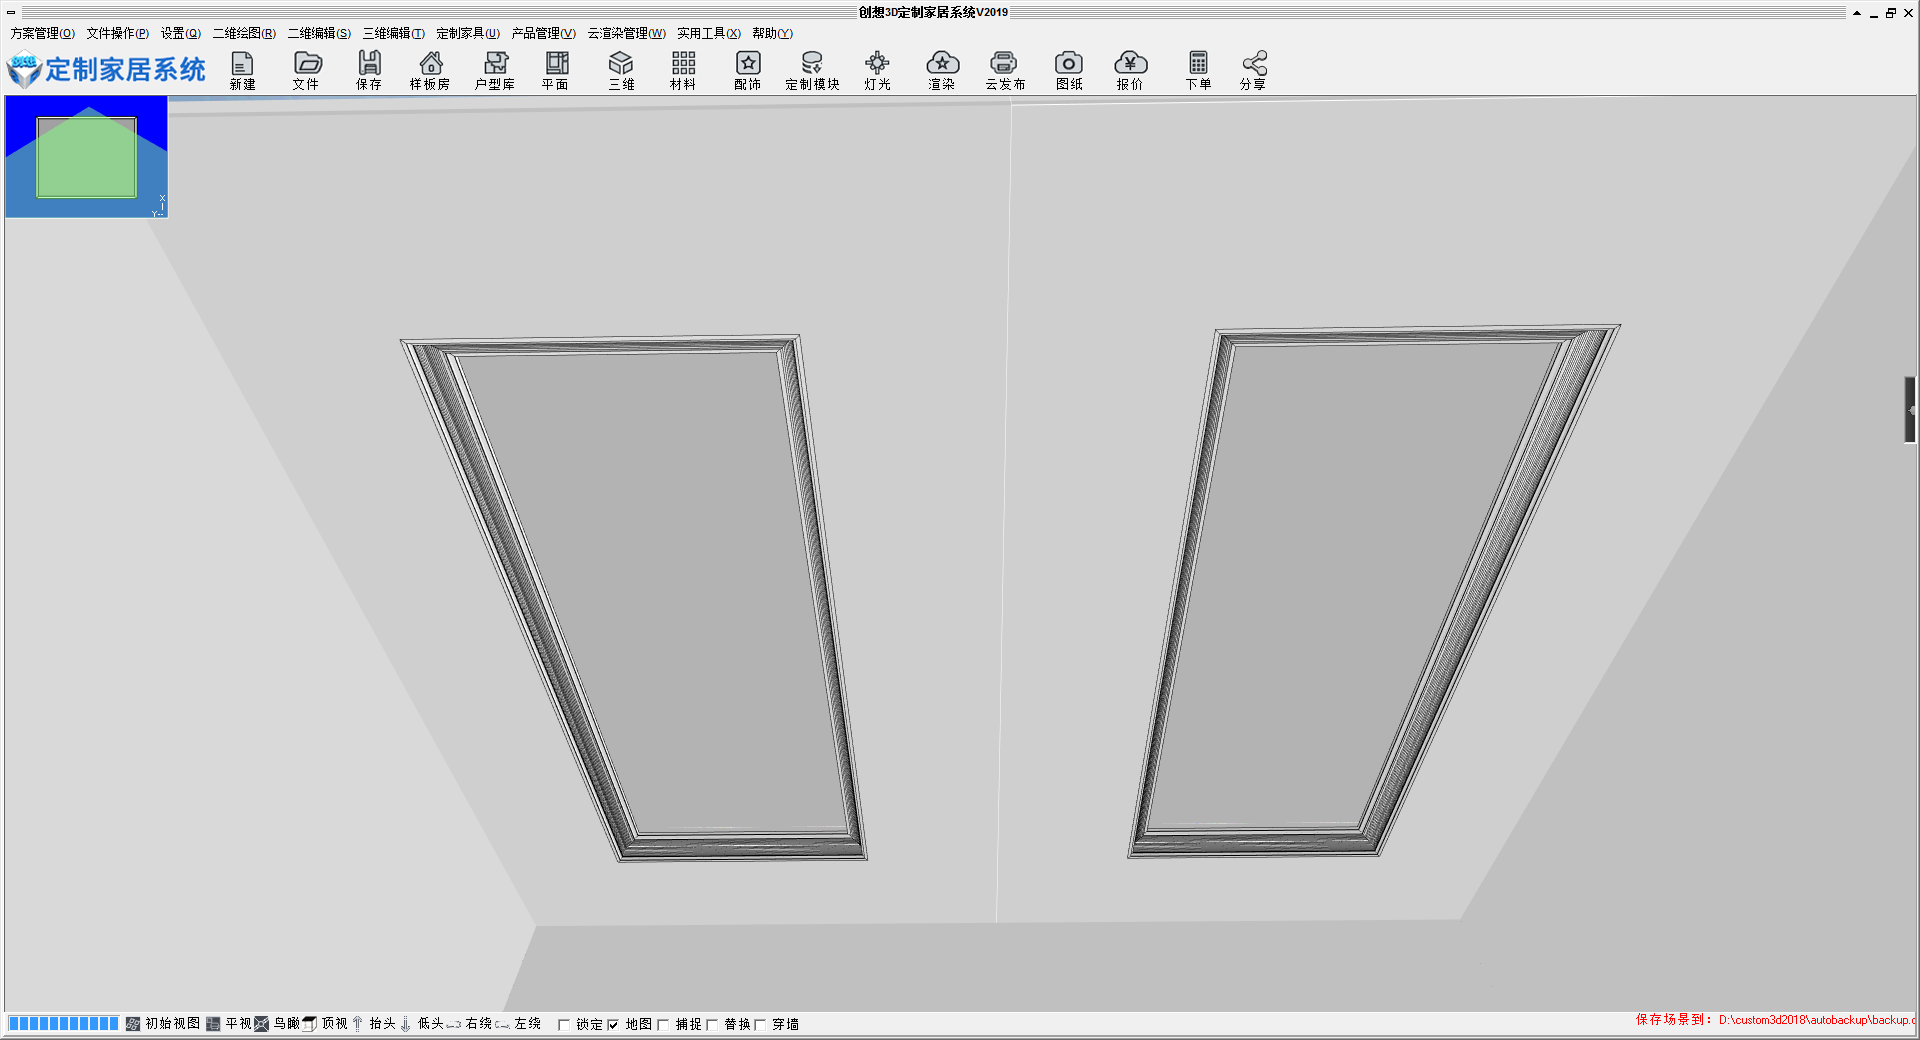 创想3D定制家居系统V2019
方案管理(O) 文件操作(P) 设置(Q) 二维绘图(R) 二维编辑(S) 三维编辑(T) 定制家具(U) 产品管理(V) 云渲染管理(W) 实用工具(X) 帮助(Y)
创想 定制家居系统
新建 文件 保存 样板房 户型库 平面 三维 材料 配饰 定制模块 灯光 渲染 云发布 图纸 报价 下单 分享
X
Y
初始视图 平视 鸟瞰 顶视 抬头 低头 右绕 左绕 锁定 地图 捕捉 替换 穿墙
保存场景到：D:\custom3d2018\autobackup\backup.c